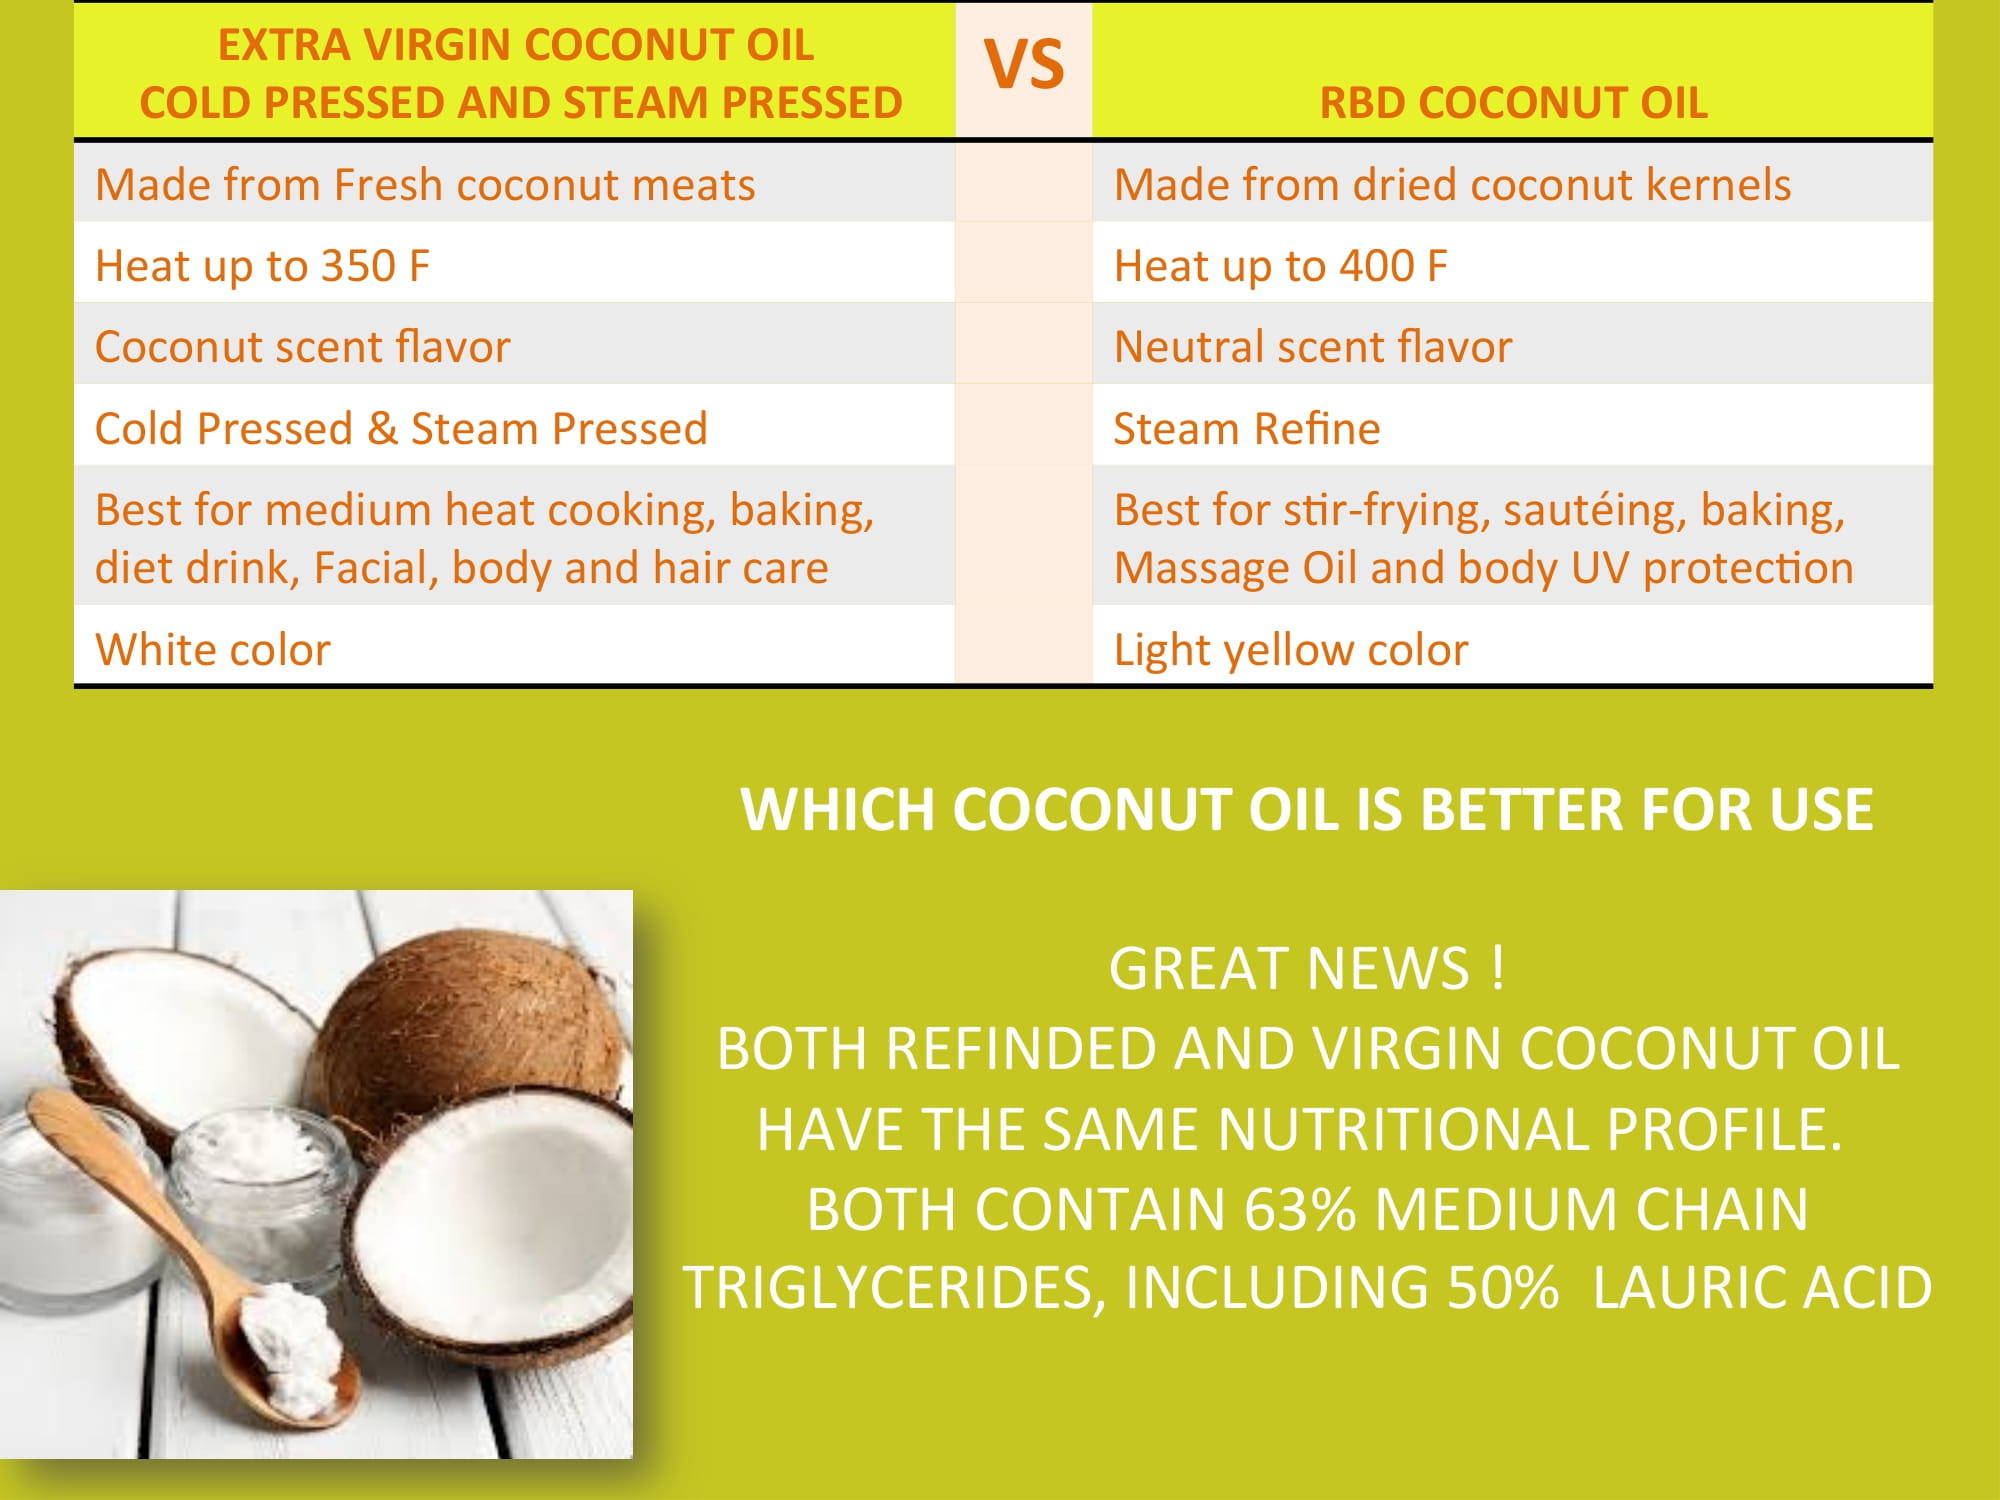 EXTRA VIRGIN COCONUT OIL
COLD PRESSED AND STEAM PRESSED
VS
RBD COCONUT OIL
Made from Fresh coconut meats
Made from dried coconut kernels
Heat up to 350 F
Heat up to 400 F
Coconut scent flavor
Neutral scent flavor
Cold Pressed & Steam Pressed
Steam Refine
Best for medium heat cooking, baking,
diet drink, Facial, body and hair care
Best for stir-frying, sautéing, baking,
Massage Oil and body UV protection
White color
Light yellow color
WHICH COCONUT OIL IS BETTER FOR USE
GREAT NEWS !
BOTH REFINDED AND VIRGIN COCONUT OIL
HAVE THE SAME NUTRITIONAL PROFILE.
BOTH CONTAIN 63% MEDIUM CHAIN
TRIGLYCERIDES, INCLUDING 50% LAURIC ACID